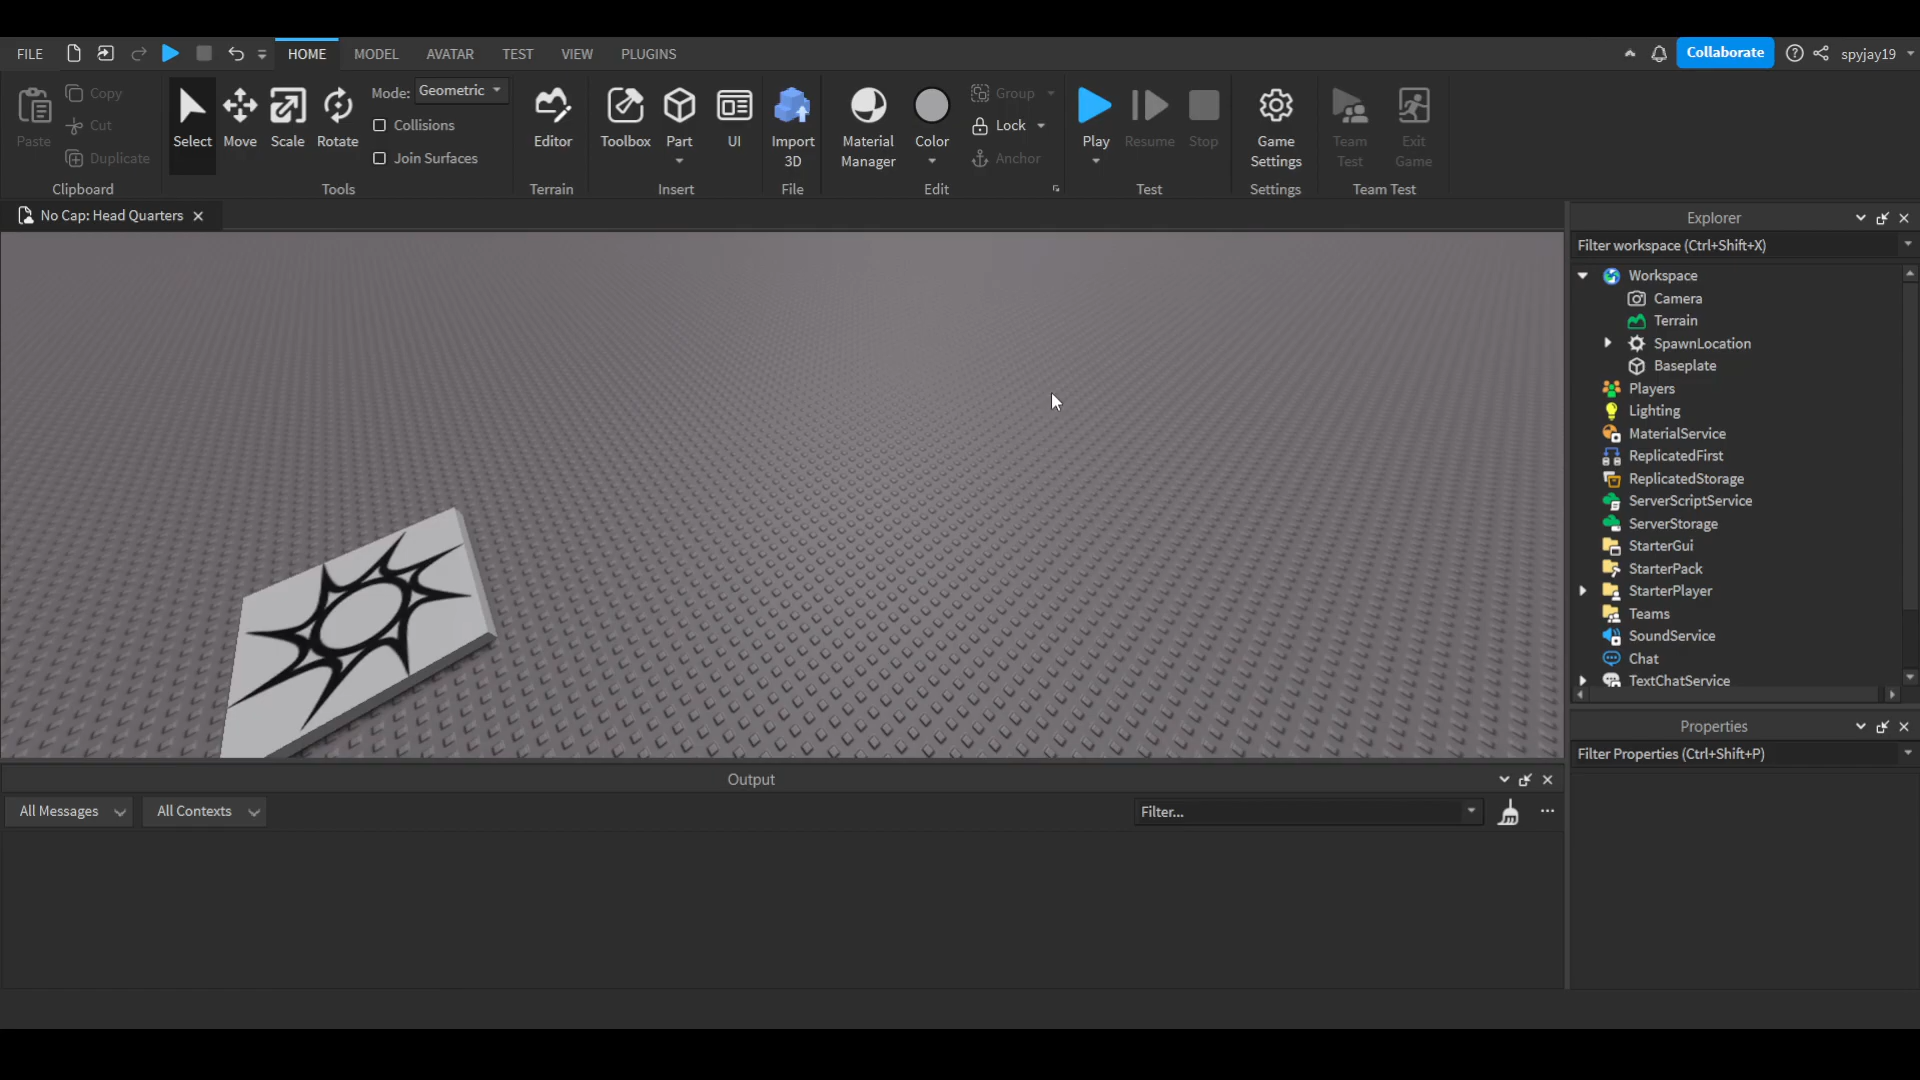 FILE HOME MODEL AVATAR TEST VIEW PLUGINS Collaborate spyjay19
Paste Copy Cut Duplicate
Clipboard
Select Move Scale Rotate
Mode: Geometric
Collisions
Join Surfaces
Tools
Editor
Terrain
Toolbox Part UI
Insert
Import
3D
File
Material
Manager
Color
Group
Lock
Anchor
Edit
Play Resume Stop
Test
Game
Settings
Settings
Team
Test
Exit
Game
Team Test
No Cap: Head Quarters
Explorer
Filter workspace (Ctrl+Shift+X)
Workspace
Camera
Terrain
SpawnLocation
Baseplate
Players
Lighting
MaterialService
ReplicatedFirst
ReplicatedStorage
ServerScriptService
ServerStorage
StarterGui
StarterPack
StarterPlayer
Teams
SoundService
Chat
TextChatService
Properties
Filter Properties (Ctrl+Shift+P)
Output
All Messages All Contexts Filter...